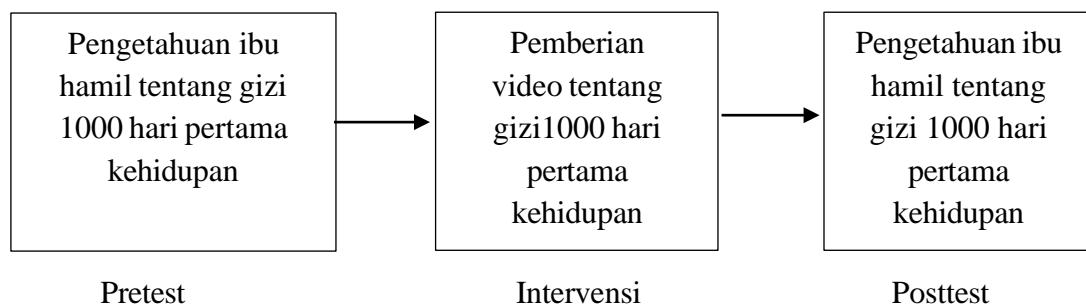 Pengetahuan ibu
hamil tentang gizi
1000 hari pertama
kehidupan
Pemberian
video tentang
gizi1000 hari
pertama
kehidupan
Pengetahuan ibu
hamil tentang
gizi 1000 hari
pertama
kehidupan
Pretest
Intervensi
Posttest